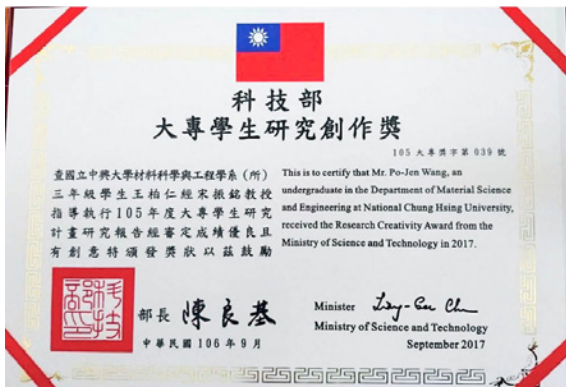 科技部
大專學生研究創作獎
105 大專獎字第 039 號
查國立中興大學材料科學與工程學系(所)
三年級學生王柏仁經宋振銘教授
指導執行105年度大專學生研究
計畫研究報告經審定成績優良且
有創意特頒發獎狀以茲鼓勵
This is to certify that Mr. Po-Jen Wang, an
undergraduate in the Department of Material Science
and Engineering at National Chung Hsing University,
received the Research Creativity Award from the
Ministry of Science and Technology in 2017.
科技
部印
部長 陳良基
中華民國 106 年 9 月
Minister
Ministry of Science and Technology
September 2017